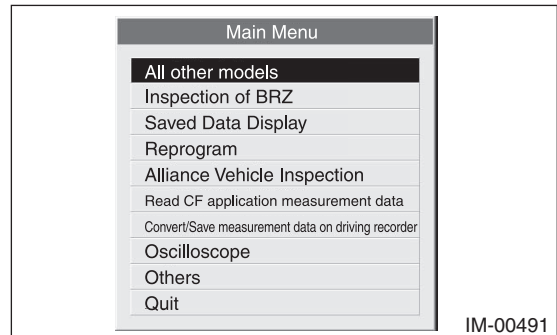 Main Menu
All other models
Inspection of BRZ
Saved Data Display
Reprogram
Alliance Vehicle Inspection
Read CF application measurement data
Convert/Save measurement data on driving recorder
Oscilloscope
Others
Quit
IM-00491